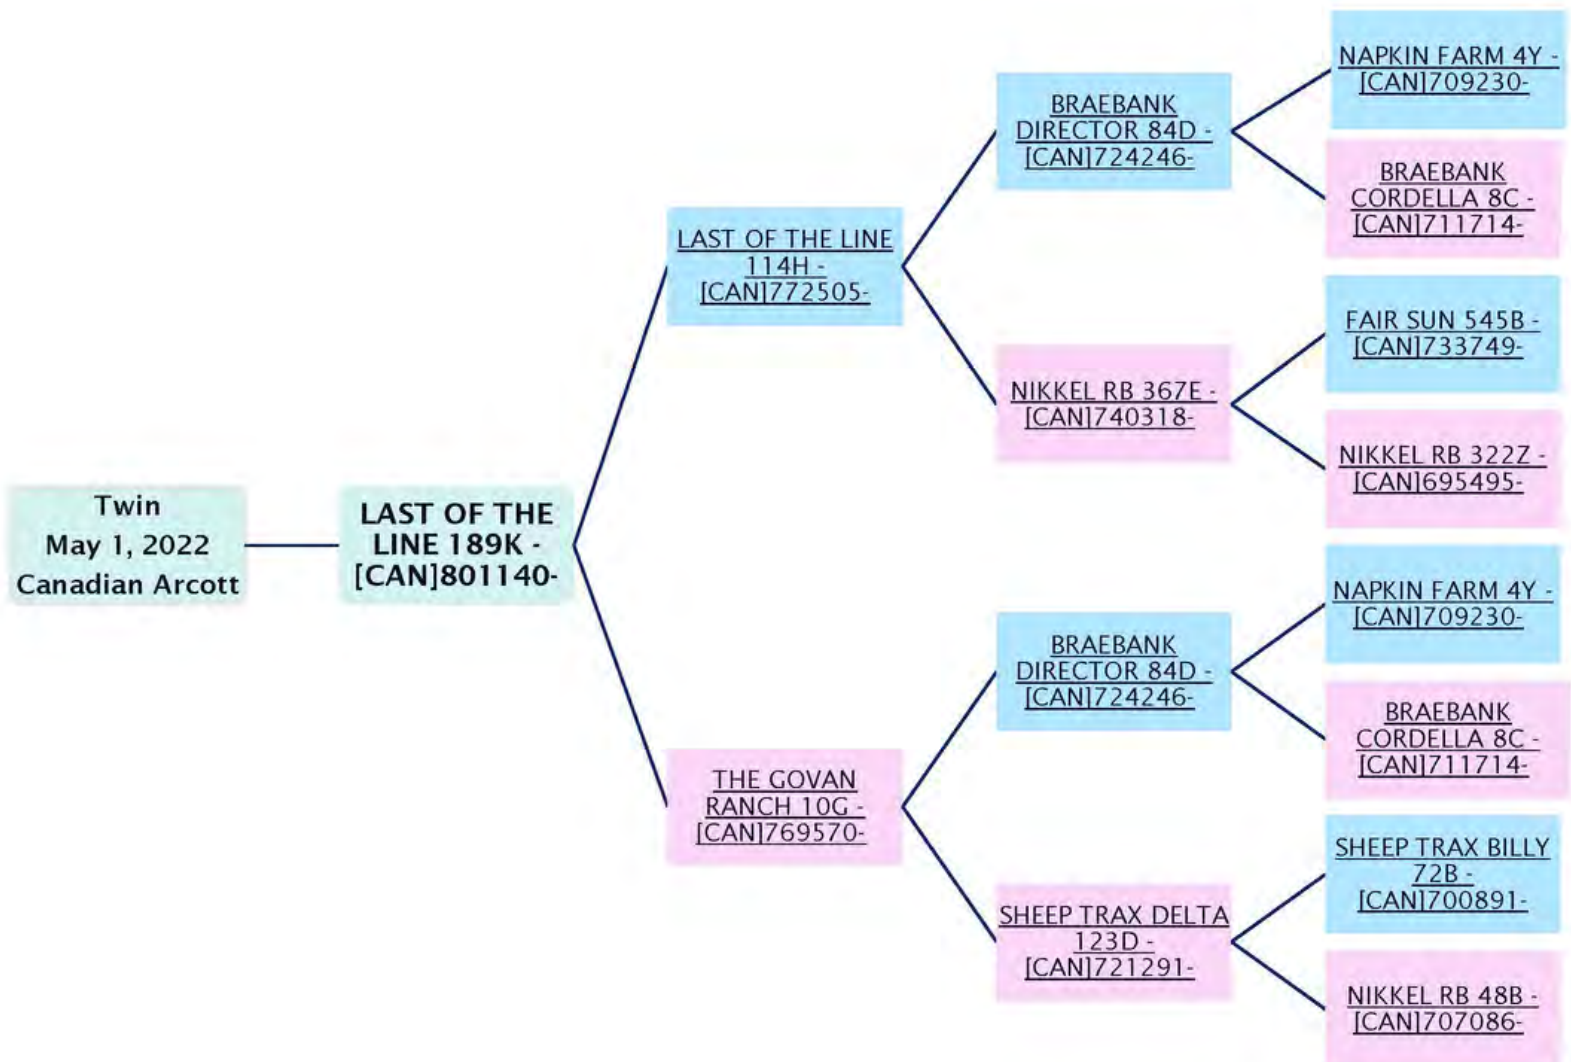 Twin
May 1, 2022
Canadian Arcott
LAST OF THE
LINE 189K -
[CAN]801140-
LAST OF THE LINE
114H -
[CAN]772505-
THE GOVAN
RANCH 10G -
[CAN]769570-
BRAEBANK
DIRECTOR 84D -
[CAN]724246-
NIKKEL RB 367E -
[CAN]740318-
BRAEBANK
DIRECTOR 84D -
[CAN]724246-
SHEEP TRAX DELTA
123D -
[CAN]721291-
NAPKIN FARM 4Y -
[CAN]709230-
BRAEBANK
CORDELLA 8C -
[CAN]711714-
FAIR SUN 545B -
[CAN]733749-
NIKKEL RB 322Z -
[CAN]695495-
NAPKIN FARM 4Y -
[CAN]709230-
BRAEBANK
CORDELLA 8C -
[CAN]711714-
SHEEP TRAX BILLY
72B -
[CAN]700891-
NIKKEL RB 48B -
[CAN]707086-